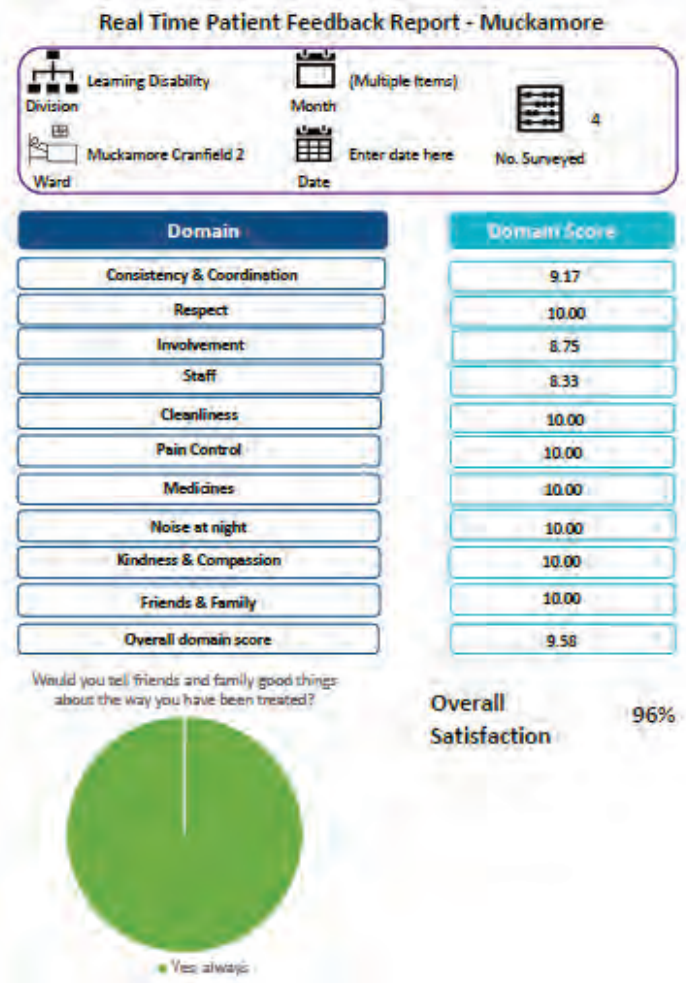 Real Time Patient Feedback Report - Muckamore
Learning Disability
Division
(Multiple Items)
Month
4
No. Surveyed
Muckamore Cranfield 2
Ward
Enter date here
Date
Domain Domain Score
Consistency & Coordination 9.17
Respect 10.00
Involvement 8.75
Staff 8.33
Cleanliness 10.00
Pain Control 10.00
Medicines 10.00
Noise at night 10.00
Kindness & Compassion 10.00
Friends & Family 10.00
Overall domain score 9.58
Would you tell friends and family good things
about the way you have been treated?
Overall
Satisfaction
96%
Yes, always